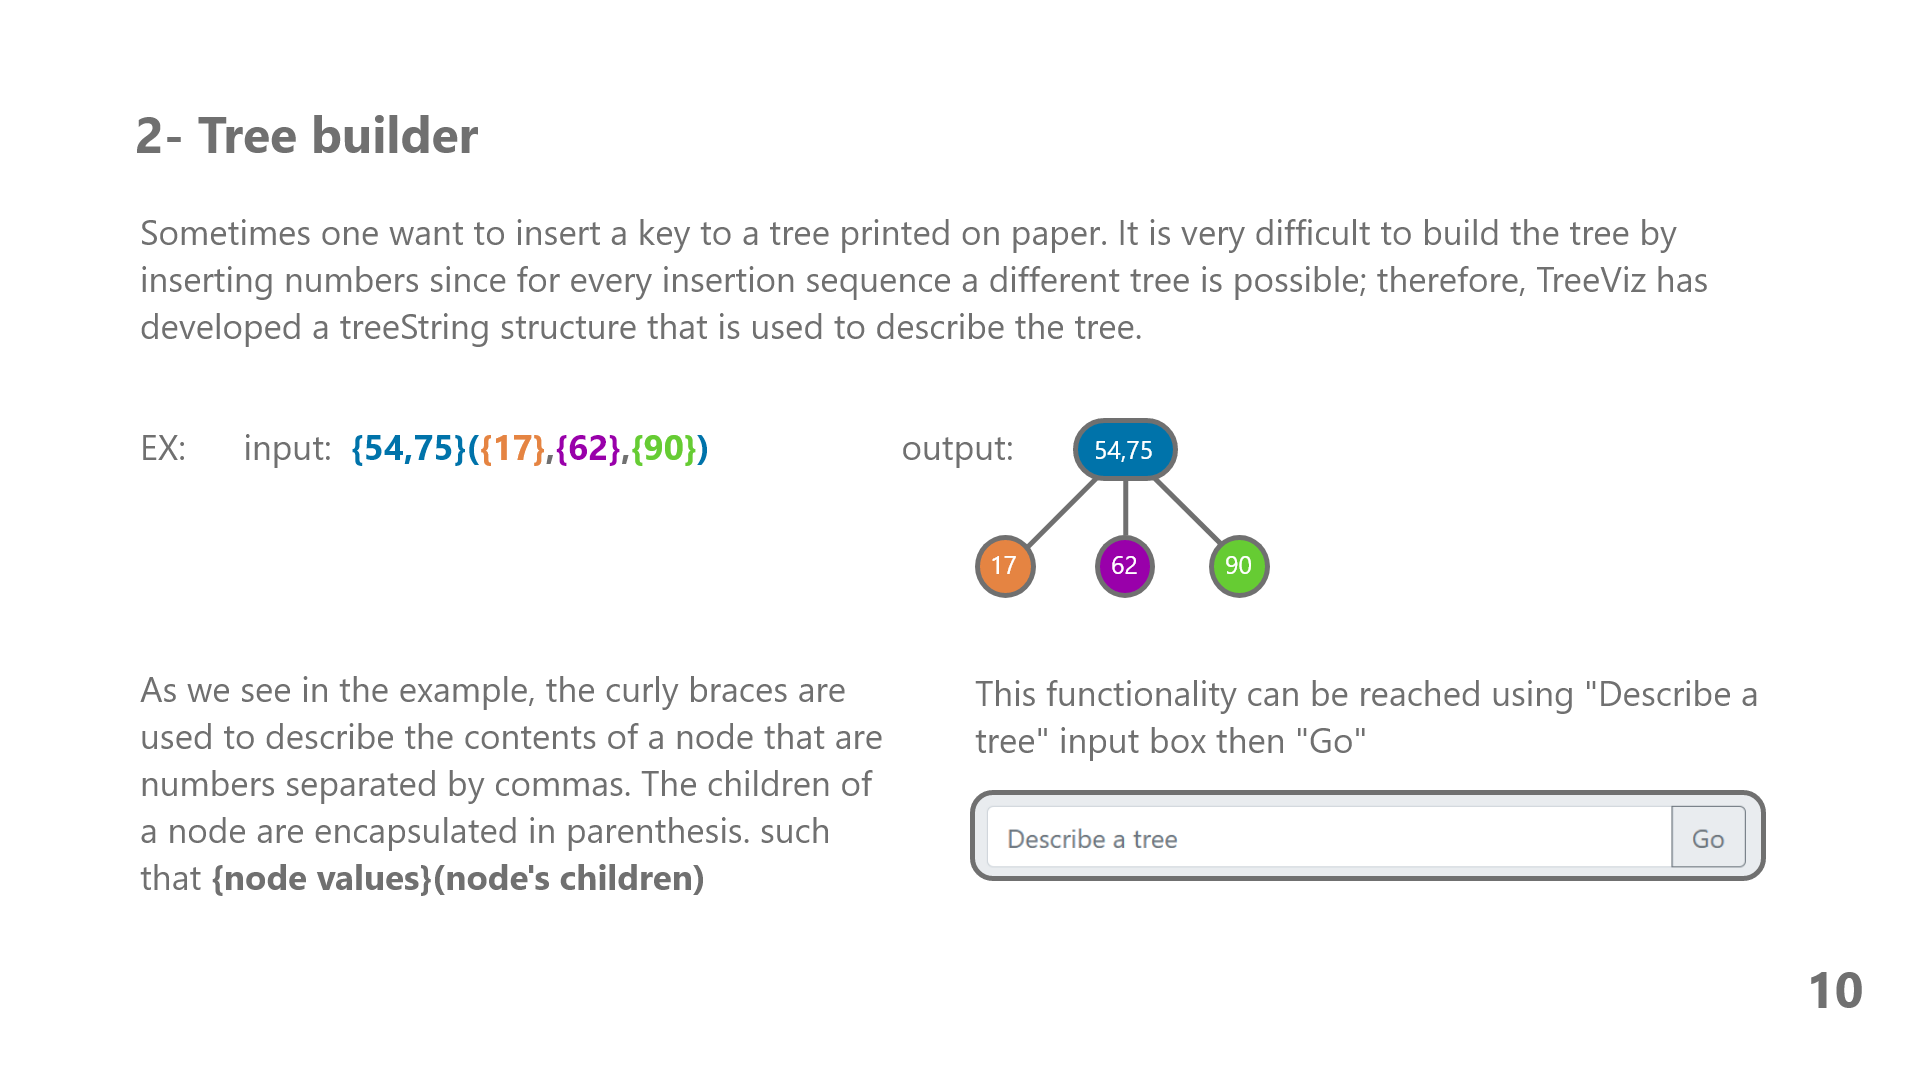 2- Tree builder
Sometimes one want to insert a key to a tree printed on paper. It is very difficult to build the tree by
inserting numbers since for every insertion sequence a different tree is possible; therefore, TreeViz has
developed a treeString structure that is used to describe the tree.
EX: input: {54,75}({17},{62},{90})
output:
54,75
17 62 90
As we see in the example, the curly braces are
used to describe the contents of a node that are
numbers separated by commas. The children of
a node are encapsulated in parenthesis. such
that {node values}(node's children)
This functionality can be reached using "Describe a
tree" input box then "Go"
Describe a tree Go
10